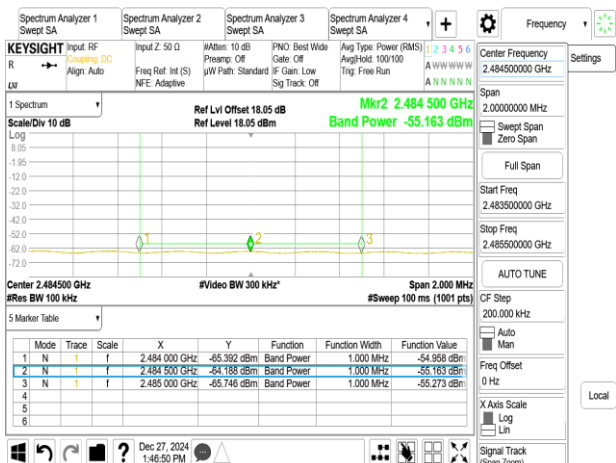 Spectrum Analyzer 1
Swept SA
Spectrum Analyzer 2
Swept SA
Spectrum Analyzer 3
Swept SA
Spectrum Analyzer 4
Swept SA
+
Frequency
KEYSIGHT
R
Input: RF
Coupling: DC
Align: Auto
Input Z: 50 Ω
Freq Ref: Int (S)
NFE: Adaptive
#Atten: 10 dB
Preamp: Off
µW Path: Standard
PNO: Best Wide
Gate: Off
IF Gain: Low
Sig Track: Off
Avg Type: Power (RMS)
Avg|Hold: 100/100
Trig: Free Run
1 2 3 4 5 6
A W W W W W
A N N N N N
1 Spectrum
Scale/Div 10 dB
Log
Ref Lvl Offset 18.05 dB
Ref Level 18.05 dBm
Mkr2 2.484 500 GHz
Band Power -55.163 dBm
8.05
-1.95
-12.0
-22.0
-32.0
-42.0
-52.0
-62.0
-72.0
1
2
3
Center 2.484500 GHz
#Res BW 100 kHz
#Video BW 300 kHz*
Span 2.000 MHz
#Sweep 100 ms (1001 pts)
5 Marker Table
Mode Trace Scale X Y Function Function Width Function Value
1 N 1 f 2.484 000 GHz -65.392 dBm Band Power 1.000 MHz -54.958 dBm
2 N 1 f 2.484 500 GHz -64.188 dBm Band Power 1.000 MHz -55.163 dBm
3 N 1 f 2.485 000 GHz -65.746 dBm Band Power 1.000 MHz -55.273 dBm
4
5
6
?
Dec 27, 2024
1:46:50 PM
Center Frequency
2.484500000 GHz
Settings
Span
2.00000000 MHz
Swept Span
Zero Span
Full Span
Start Freq
2.483500000 GHz
Stop Freq
2.485500000 GHz
AUTO TUNE
CF Step
200.000 kHz
Auto
Man
Freq Offset
0 Hz
X Axis Scale
Log
Lin
Local
Signal Track
(Span Zoom)